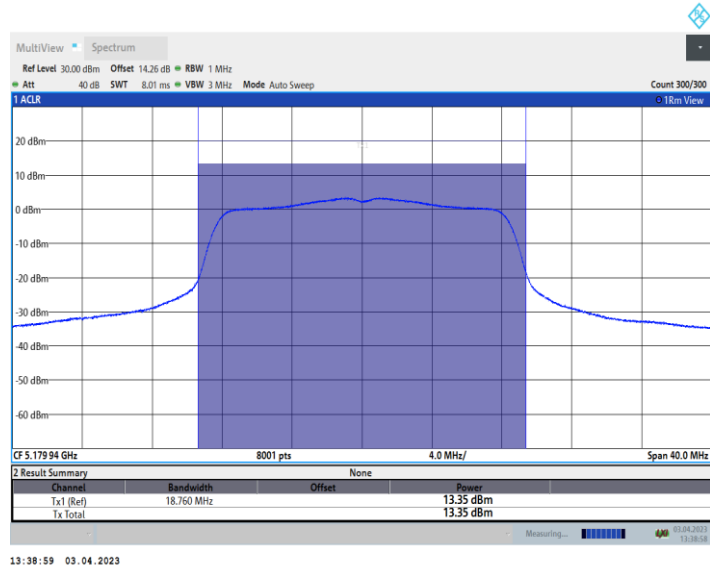 MultiView Spectrum
Ref Level 30.00 dBm Offset 14.26 dB RBW 1 MHz
Att 40 dB SWT 8.01 ms VBW 3 MHz Mode Auto Sweep Count 300/300
1 ACLR 1Rm View
20 dBm
10 dBm
0 dBm
-10 dBm
-20 dBm
-30 dBm
-40 dBm
-50 dBm
-60 dBm
CF 5.179 94 GHz 8001 pts 4.0 MHz/ Span 40.0 MHz
2 Result Summary None
Channel Bandwidth Offset Power
Tx1 (Ref) 18.760 MHz 13.35 dBm
Tx Total 13.35 dBm
Measuring... 03.04.2023
13:38:58
13:38:59 03.04.2023